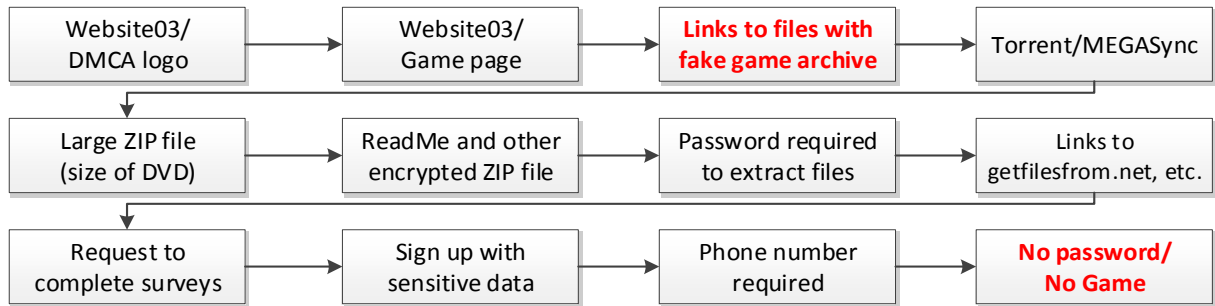 Website03/
DMCA logo
Website03/
Game page
Links to files with
fake game archive
Torrent/MEGASync
Large ZIP file
(size of DVD)
ReadMe and other
encrypted ZIP file
Password required
to extract files
Links to
getfilesfrom.net, etc.
Request to
complete surveys
Sign up with
sensitive data
Phone number
required
No password/
No Game